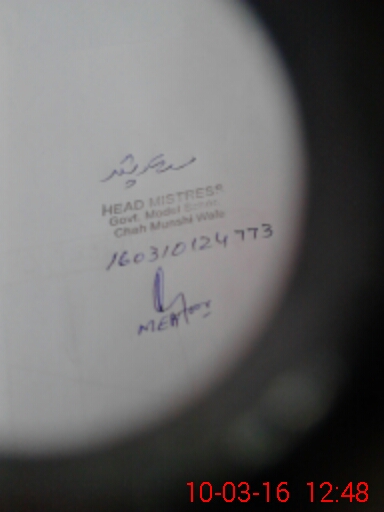 HEAD MISTRESS
Govt. Model School
Chah Munshi Wala
160310124773
10-03-16 12:48